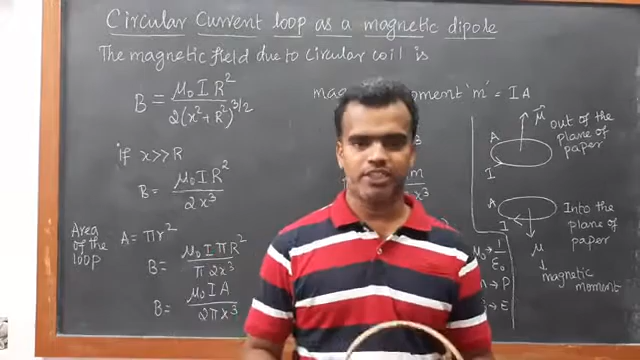 Circular Current loop as a magnetic dipole
The magnetic field due to circular coil is
B = μ₀IR² / 2(x²+R²)^3/2
if x>>R
B = μ₀IR² / 2x³
Area of the loop
A = πr²
B = μ₀IπR² / π2x³
B = μ₀IA / 2πx³
moment 'm' = IA
A
I
μ
out of the
plane of
paper
A
I
μ
Into the
plane of
paper
magnetic
moment
1/ε₀
→ P
→ E